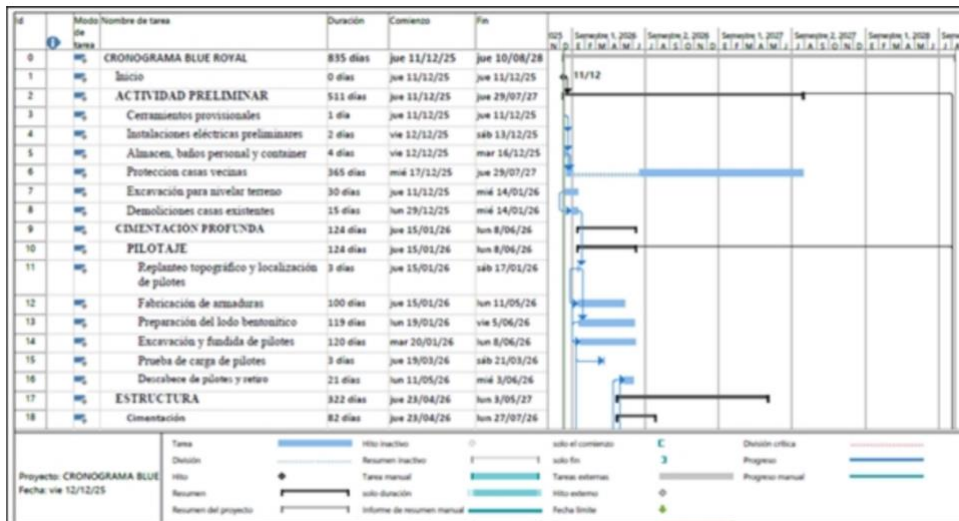 Id Modo de tarea Nombre de tarea Duración Comienzo Fin
2025 Semestre 1, 2026 Semestre 2, 2026 Semestre 1, 2027 Semestre 2, 2027 Semestre 1, 2028
N D E F M A M J J A S O N D E F M A M J J A S O N D E F M A M J J A
0 CRONOGRAMA BLUE ROYAL 835 días jue 11/12/25 jue 10/08/28
1 Inicio 0 días jue 11/12/25 jue 11/12/25 11/12
2 ACTIVIDAD PRELIMINAR 511 días jue 11/12/25 jue 29/07/27
3 Cerramientos provisionales 1 día jue 11/12/25 jue 11/12/25
4 Instalaciones eléctricas preliminares 2 días vie 12/12/25 sáb 13/12/25
5 Almacen, baños personal y container 4 días vie 12/12/25 mar 16/12/25
6 Proteccion casas vecinas 365 días mié 17/12/25 jue 29/07/27
7 Excavación para nivelar terreno 30 días jue 11/12/25 mié 14/01/26
8 Demoliciones casas existentes 15 días lun 29/12/25 mié 14/01/26
9 CIMENTACIÓN PROFUNDA 124 días jue 15/01/26 lun 8/06/26
10 PILOTAJE 124 días jue 15/01/26 lun 8/06/26
11 Replanteo topográfico y localización de pilotes 3 días jue 15/01/26 sáb 17/01/26
12 Fabricación de armaduras 100 días jue 15/01/26 lun 11/05/26
13 Preparación del lodo bentonítico 119 días lun 19/01/26 vie 5/06/26
14 Excavación y fundida de pilotes 120 días mar 20/01/26 lun 8/06/26
15 Prueba de carga de pilotes 3 días jue 19/03/26 sáb 21/03/26
16 Descabece de pilotes y retiro 21 días lun 11/05/26 mié 3/06/26
17 ESTRUCTURA 322 días jue 23/04/26 lun 3/05/27
18 Cimentación 82 días jue 23/04/26 lun 27/07/26
Proyecto: CRONOGRAMA BLUE
Fecha: vie 12/12/25
Tarea Hito inactivo solo el comienzo División crítica
División Resumen inactivo solo fin Progreso
Hito Tarea manual Tareas externas Progreso manual
Resumen solo duración Hito externo
Resumen del proyecto Informe de resumen manual Fecha límite